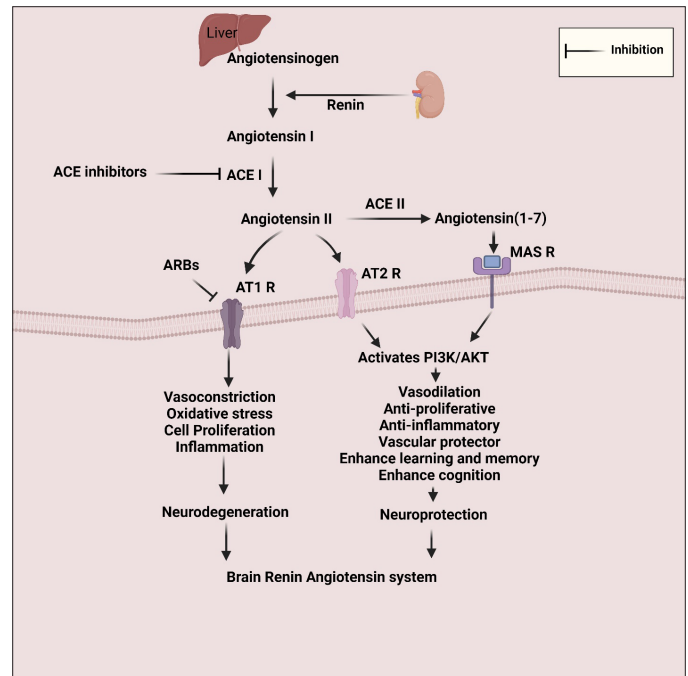 Liver
Angiotensinogen
Inhibition
Renin
Angiotensin I
ACE inhibitors
ACE I
ACE II
Angiotensin II
Angiotensin(1-7)
MAS R
ARBs
AT2 R
AT1 R
Activates PI3K/AKT
Vasoconstriction
Oxidative stress
Cell Proliferation
Inflammation
Vasodilation
Anti-proliferative
Anti-inflammatory
Vascular protector
Enhance learning and memory
Enhance cognition
Neurodegeneration
Neuroprotection
Brain Renin Angiotensin system